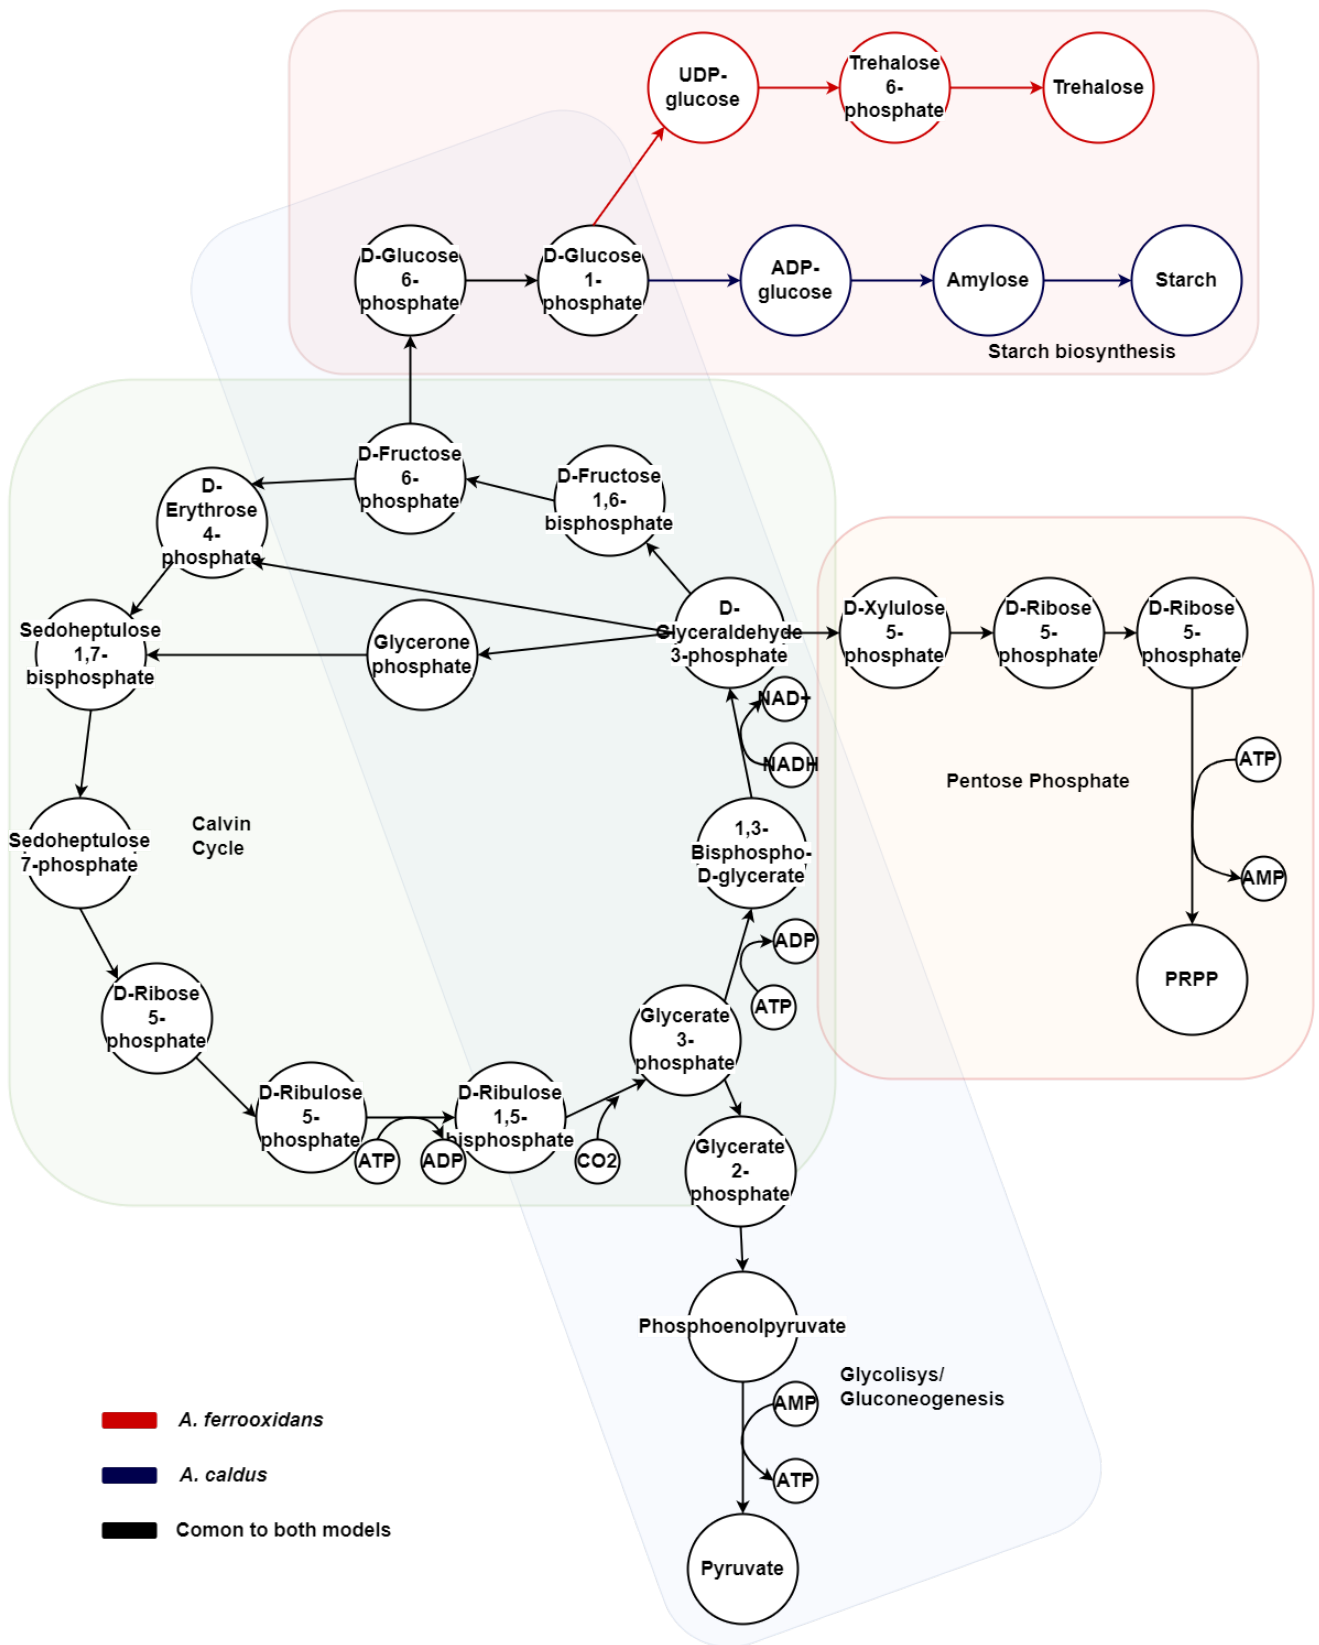 UDP-
glucose
Trehalose
6-
phosphate
Trehalose
D-Glucose
6-
phosphate
D-Glucose
1-
phosphate
ADP-
glucose
Amylose
Starch
Starch biosynthesis
D-Fructose
6-
phosphate
D-Fructose
1,6-
bisphosphate
D-
Erythrose
4-
phosphate
Sedoheptulose
1,7-
bisphosphate
Glycerone
phosphate
D-
Glyceraldehyde
3-phosphate
D-Xylulose
5-
phosphate
D-Ribose
5-
phosphate
D-Ribose
5-
phosphate
NAD+
NADH
Pentose Phosphate
ATP
AMP
PRPP
Sedoheptulose
7-phosphate
Calvin
Cycle
1,3-
Bisphospho-
D-glycerate
ADP
ATP
D-Ribose
5-
phosphate
Glycerate
3-
phosphate
D-Ribulose
5-
phosphate
ATP
ADP
D-Ribulose
1,5-
bisphosphate
CO2
Glycerate
2-
phosphate
Phosphoenolpyruvate
Glycolisys/
Gluconeogenesis
AMP
ATP
Pyruvate
A. ferrooxidans
A. caldus
Comon to both models